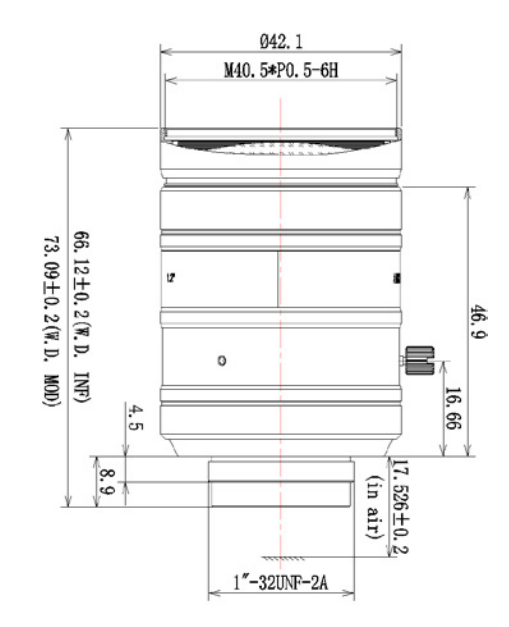 Ø42.1
M40.5*P0.5-6H
66.12±0.2(W.D. INF)
73.09±0.2(W.D. MOD)
46.9
16.66
4.5
8.9
17.526±0.2
(in air)
1″-32UNF-2A